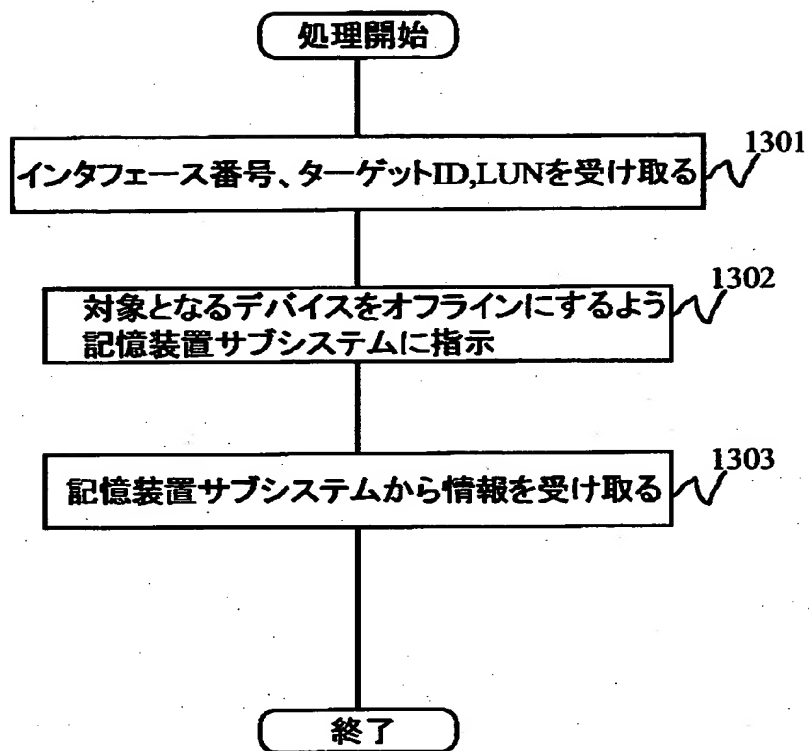 処理開始
1301
インタフェース番号、ターゲットID,LUNを受け取る
1302
対象となるデバイスをオフラインにするよう
記憶装置サブシステムに指示
1303
記憶装置サブシステムから情報を受け取る
終了